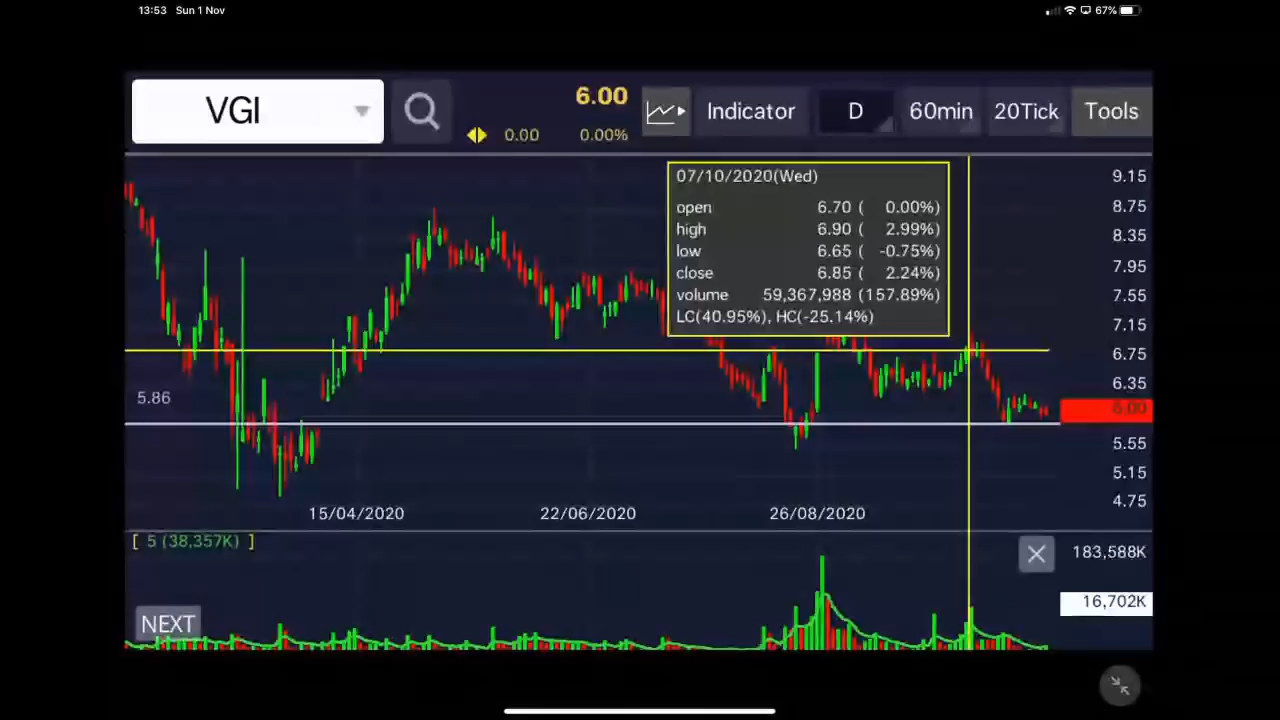 13:53 Sun 1 Nov 67%
VGI 6.00 0.00 0.00% Indicator D 60min 20Tick Tools
07/10/2020(Wed)
open 6.70 ( 0.00%)
high 6.90 ( 2.99%)
low 6.65 ( -0.75%)
close 6.85 ( 2.24%)
volume 59,367,988 (157.89%)
LC(40.95%), HC(-25.14%)
9.15
8.75
8.35
7.95
7.55
7.15
6.75
6.35
5.86
6.00
5.55
5.15
4.75
15/04/2020 22/06/2020 26/08/2020
[ 5 (38,357K) ]
183,588K
16,702K
NEXT